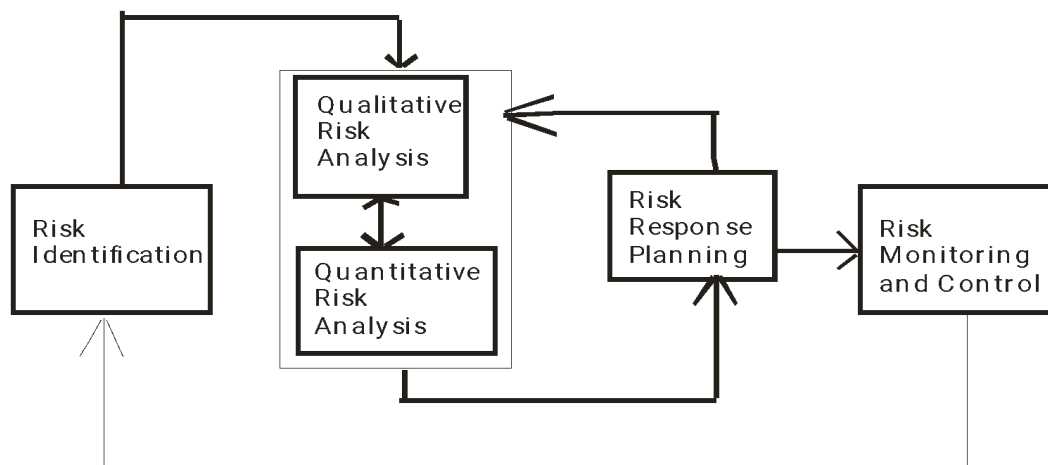 Qualitative
Risk
Analysis
Risk
Identification
Quantitative
Risk
Analysis
Risk
Response
Planning
Risk
Monitoring
and Control